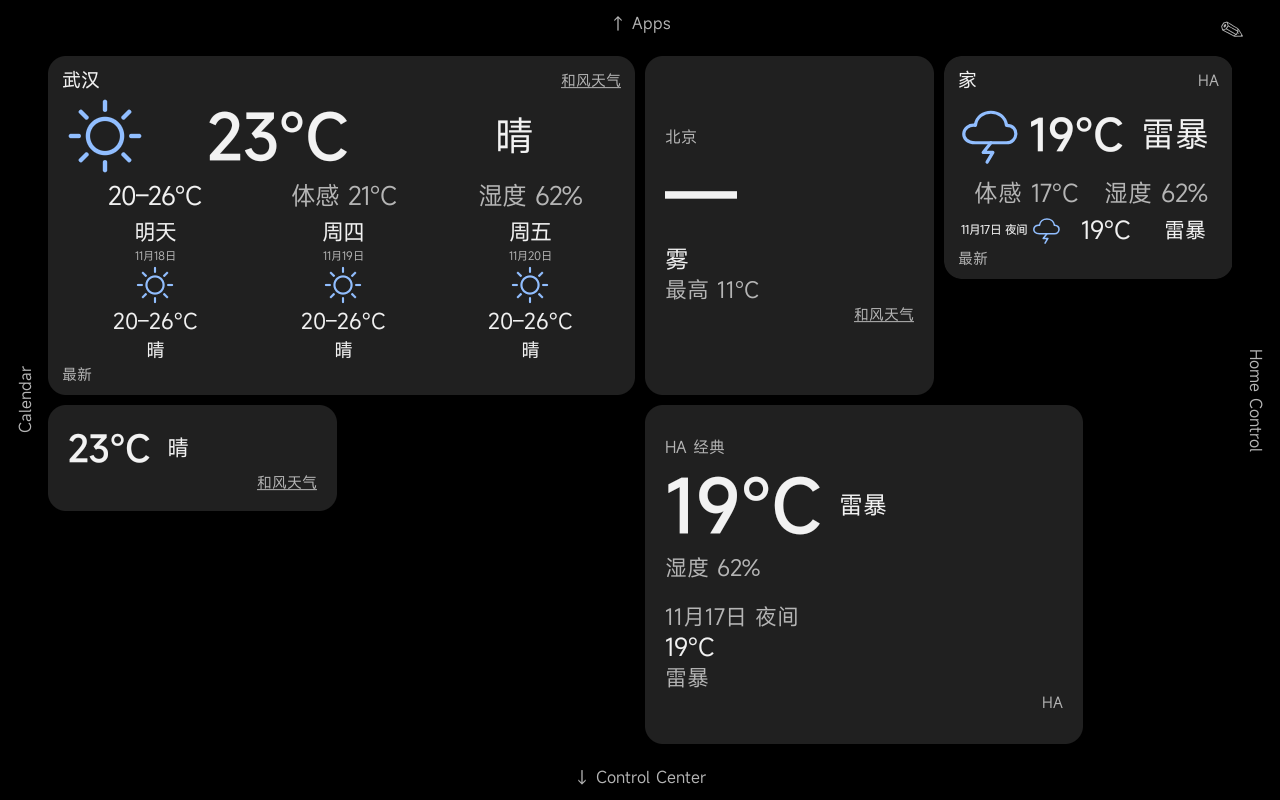 ↑ Apps
武汉
和风天气
23°C
晴
20–26°C
体感 21°C
湿度 62%
明天
周四
周五
11月18日
11月19日
11月20日
20–26°C
20–26°C
20–26°C
晴
晴
晴
最新
北京
—
雾
最高 11°C
和风天气
家
HA
19°C
雷暴
体感 17°C
湿度 62%
11月17日 夜间
19°C
雷暴
最新
Calendar
Home Control
23°C
晴
和风天气
HA 经典
19°C
雷暴
湿度 62%
11月17日 夜间
19°C
雷暴
HA
↓ Control Center